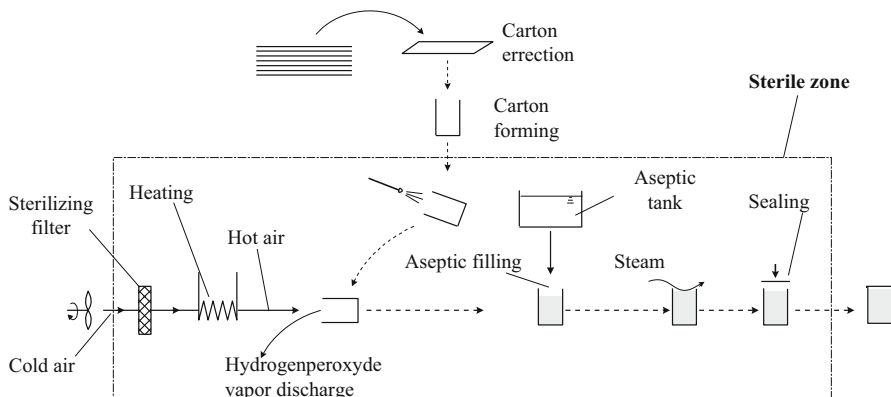 Carton
errection
Sterile zone
Carton
forming
Sterilizing
filter
Heating
Hot air
Aseptic
tank
Sealing
Aseptic filling
Steam
Cold air
Hydrogenperoxyde
vapor discharge